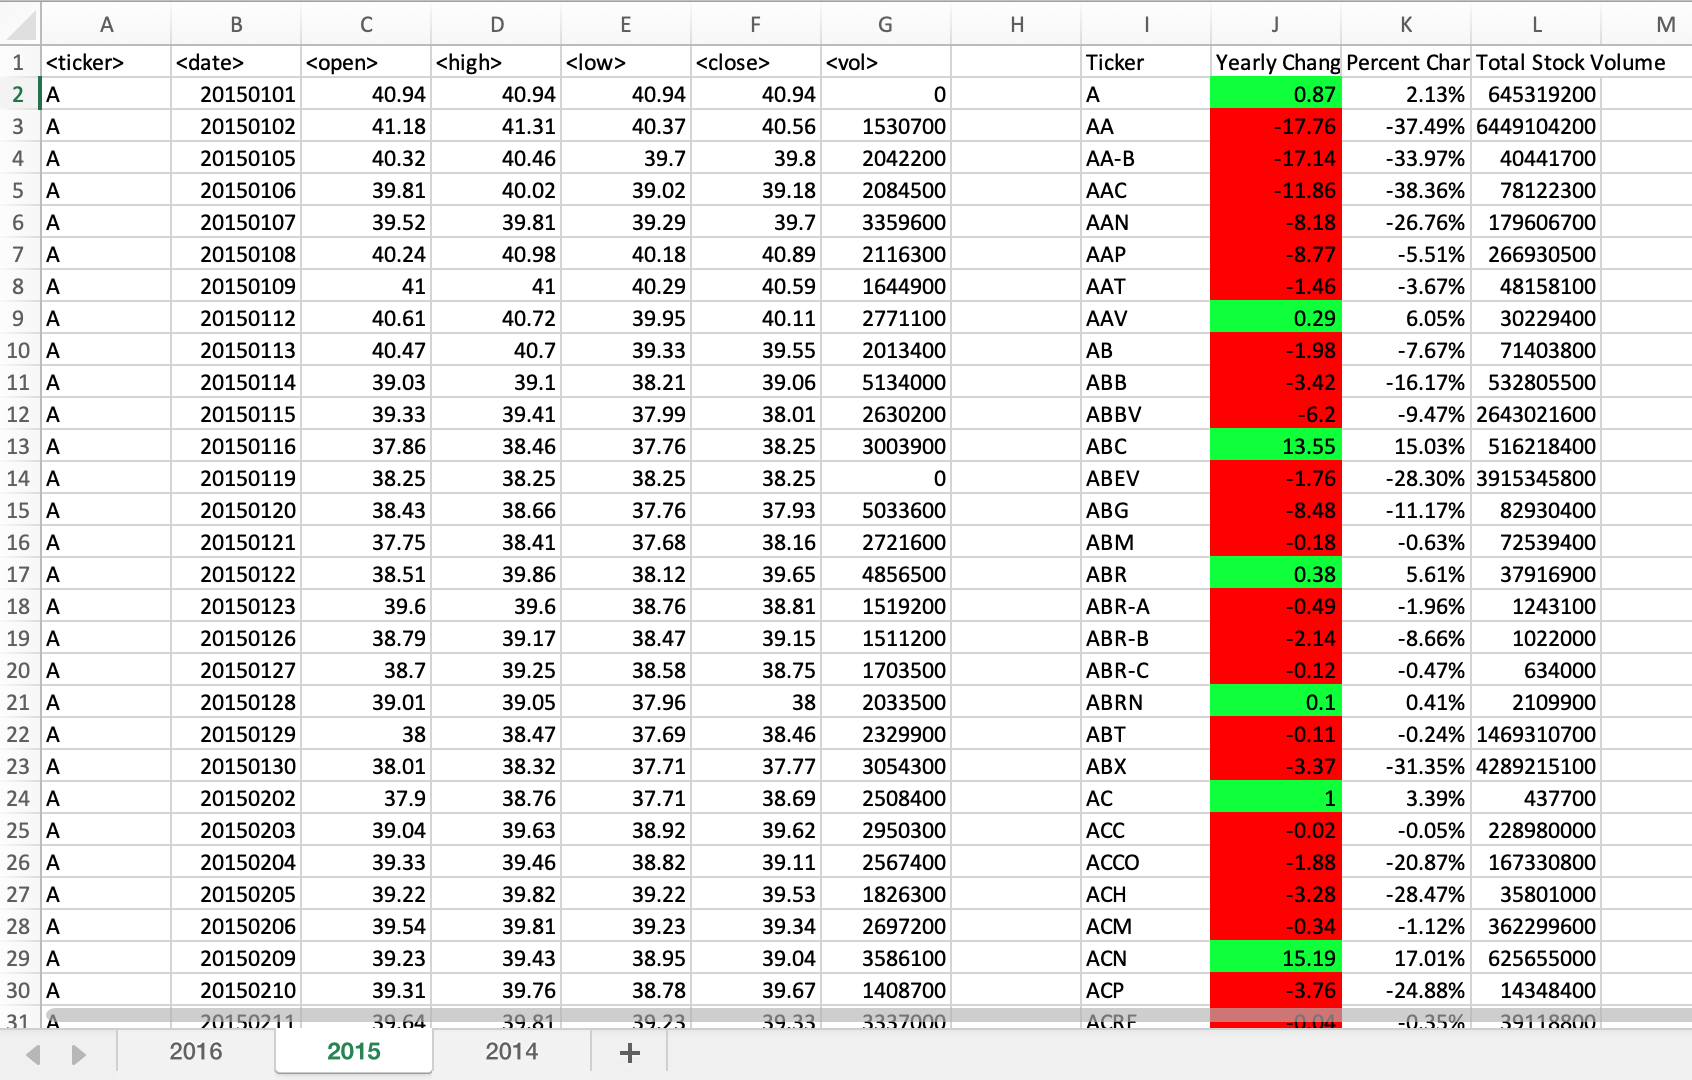 A B C D E F G H I J K L M
1 <ticker> <date> <open> <high> <low> <close> <vol> Ticker Yearly Chang Percent Char Total Stock Volume
2 A 20150101 40.94 40.94 40.94 40.94 0 A 0.87 2.13% 645319200
3 A 20150102 41.18 41.31 40.37 40.56 1530700 AA -17.76 -37.49% 6449104200
4 A 20150105 40.32 40.46 39.7 39.8 2042200 AA-B -17.14 -33.97% 40441700
5 A 20150106 39.81 40.02 39.02 39.18 2084500 AAC -11.86 -38.36% 78122300
6 A 20150107 39.52 39.81 39.29 39.7 3359600 AAN -8.18 -26.76% 179606700
7 A 20150108 40.24 40.98 40.18 40.89 2116300 AAP -8.77 -5.51% 266930500
8 A 20150109 41 41 40.29 40.59 1644900 AAT -1.46 -3.67% 48158100
9 A 20150112 40.61 40.72 39.95 40.11 2771100 AAV 0.29 6.05% 30229400
10 A 20150113 40.47 40.7 39.33 39.55 2013400 AB -1.98 -7.67% 71403800
11 A 20150114 39.03 39.1 38.21 39.06 5134000 ABB -3.42 -16.17% 532805500
12 A 20150115 39.33 39.41 37.99 38.01 2630200 ABBV -6.2 -9.47% 2643021600
13 A 20150116 37.86 38.46 37.76 38.25 3003900 ABC 13.55 15.03% 516218400
14 A 20150119 38.25 38.25 38.25 38.25 0 ABEV -1.76 -28.30% 3915345800
15 A 20150120 38.43 38.66 37.76 37.93 5033600 ABG -8.48 -11.17% 82930400
16 A 20150121 37.75 38.41 37.68 38.16 2721600 ABM -0.18 -0.63% 72539400
17 A 20150122 38.51 39.86 38.12 39.65 4856500 ABR 0.38 5.61% 37916900
18 A 20150123 39.6 39.6 38.76 38.81 1519200 ABR-A -0.49 -1.96% 1243100
19 A 20150126 38.79 39.17 38.47 39.15 1511200 ABR-B -2.14 -8.66% 1022000
20 A 20150127 38.7 39.25 38.58 38.75 1703500 ABR-C -0.12 -0.47% 634000
21 A 20150128 39.01 39.05 37.96 38 2033500 ABRN 0.1 0.41% 2109900
22 A 20150129 38 38.47 37.69 38.46 2329900 ABT -0.11 -0.24% 1469310700
23 A 20150130 38.01 38.32 37.71 37.77 3054300 ABX -3.37 -31.35% 4289215100
24 A 20150202 37.9 38.76 37.71 38.69 2508400 AC 1 3.39% 437700
25 A 20150203 39.04 39.63 38.92 39.62 2950300 ACC -0.02 -0.05% 228980000
26 A 20150204 39.33 39.46 38.82 39.11 2567400 ACCO -1.88 -20.87% 167330800
27 A 20150205 39.22 39.82 39.22 39.53 1826300 ACH -3.28 -28.47% 35801000
28 A 20150206 39.54 39.81 39.23 39.34 2697200 ACM -0.34 -1.12% 362299600
29 A 20150209 39.23 39.43 38.95 39.04 3586100 ACN 15.19 17.01% 625655000
30 A 20150210 39.31 39.76 38.78 39.67 1408700 ACP -3.76 -24.88% 14348400
31 A 20150211 39.64 39.81 39.23 39.33 3337000 ACRE -0.04 -0.35% 39118800
2016 2015 2014 +